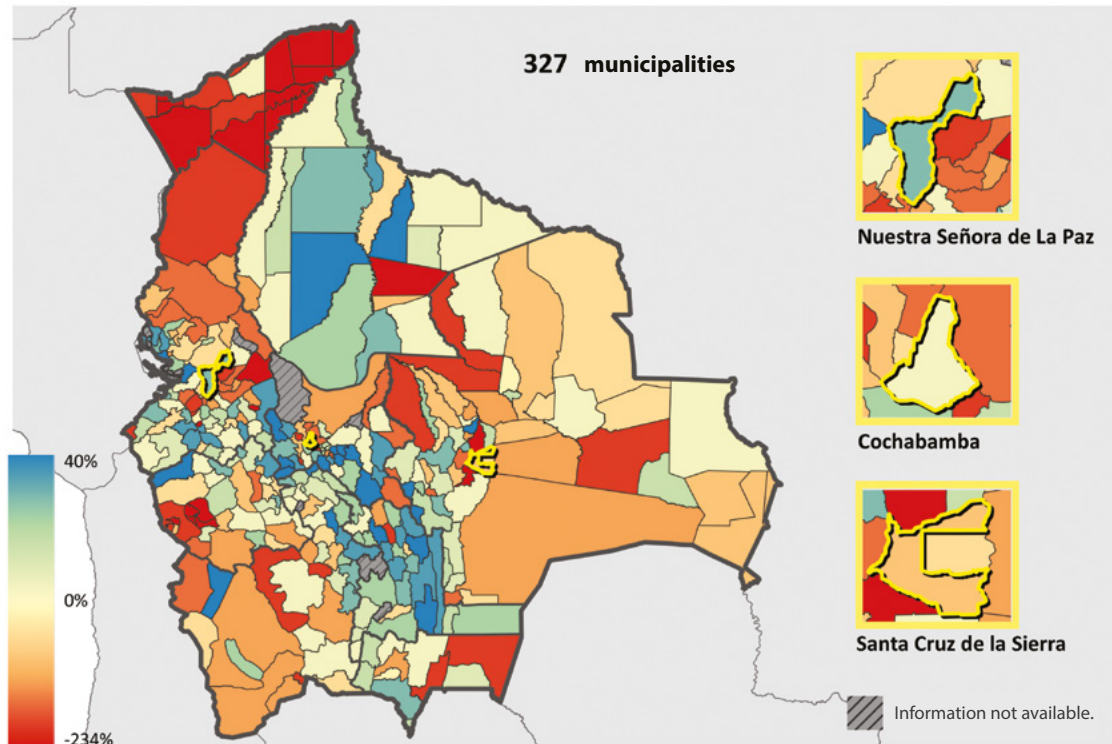 327 municipalities
Nuestra Señora de La Paz
Cochabamba
40%
0%
Santa Cruz de la Sierra
-234%
Information not available.